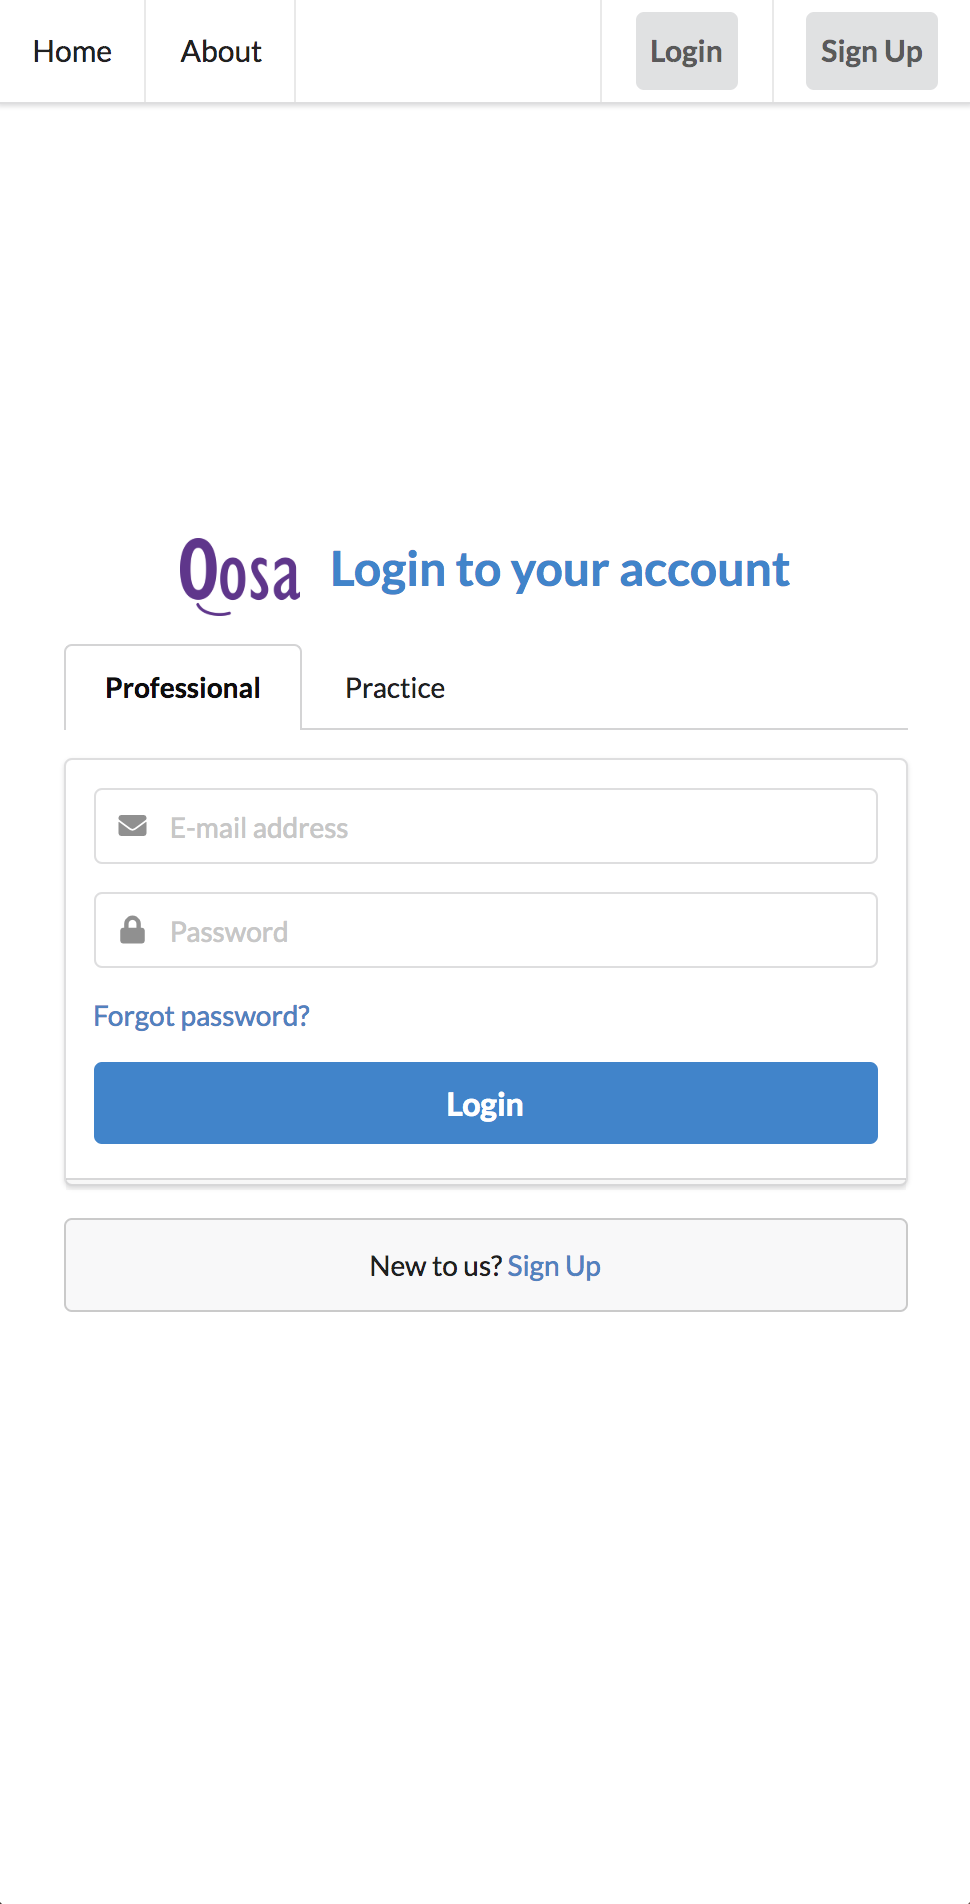 Home About Login Sign Up
Oosa Login to your account
Professional Practice
E-mail address
Password
Forgot password?
Login
New to us? Sign Up